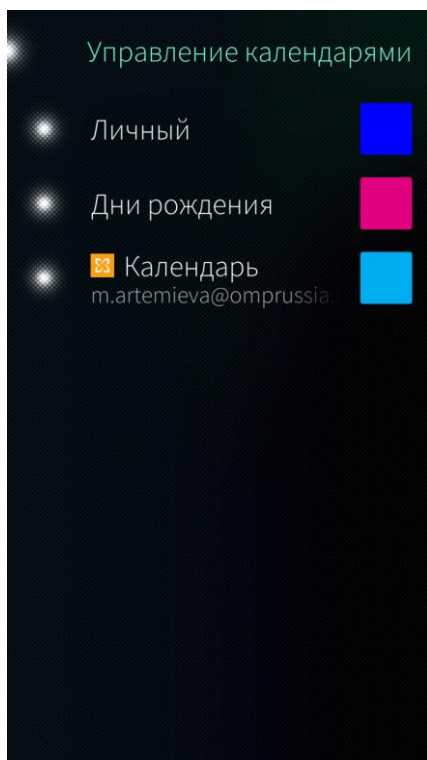 Управление календарями
Личный
Дни рождения
Календарь
m.artemieva@omprussia.